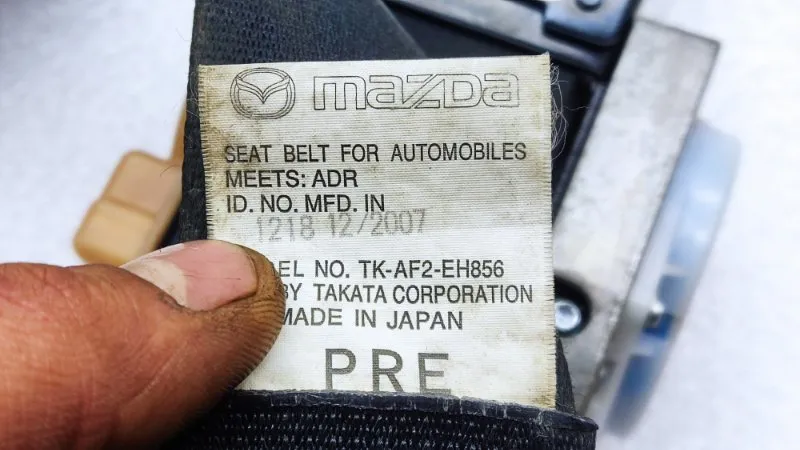 mazda
SEAT BELT FOR AUTOMOBILES
MEETS: ADR
ID. NO. MFD. IN
1218 12/2007
EL NO. TK-AF2-EH856
BY TAKATA CORPORATION
MADE IN JAPAN
PRE